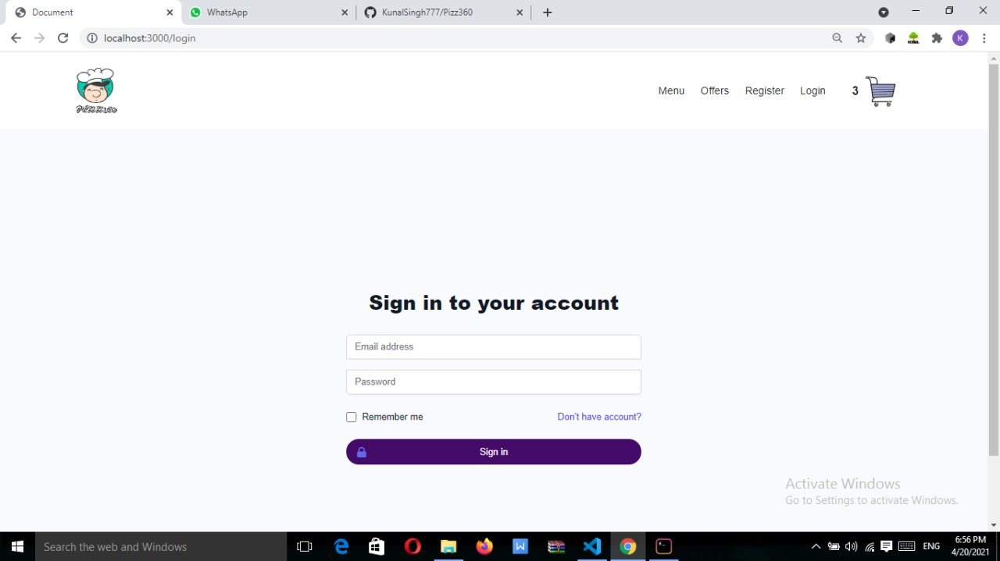 Document
WhatsApp
KunalSingh777/Pizz360
localhost:3000/login
K
PIZZ360
Menu
Offers
Register
Login
3
Sign in to your account
Email address
Password
Remember me
Don't have account?
Sign in
Activate Windows
Go to Settings to activate Windows.
Search the web and Windows
ENG
6:56 PM
4/20/2021